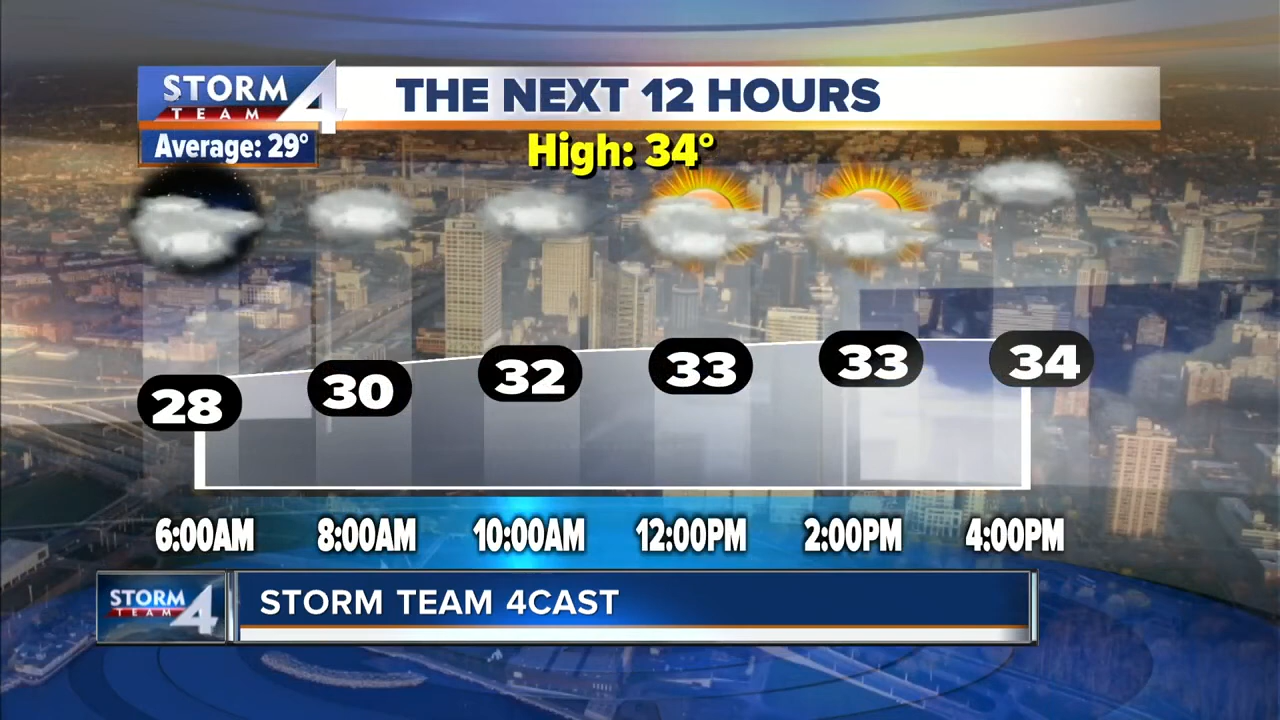 STORM
TEAM 4
THE NEXT 12 HOURS
Average: 29°
High: 34°
28
30
32
33
33
34
6:00AM
8:00AM
10:00AM
12:00PM
2:00PM
4:00PM
STORM
TEAM 4
STORM TEAM 4CAST